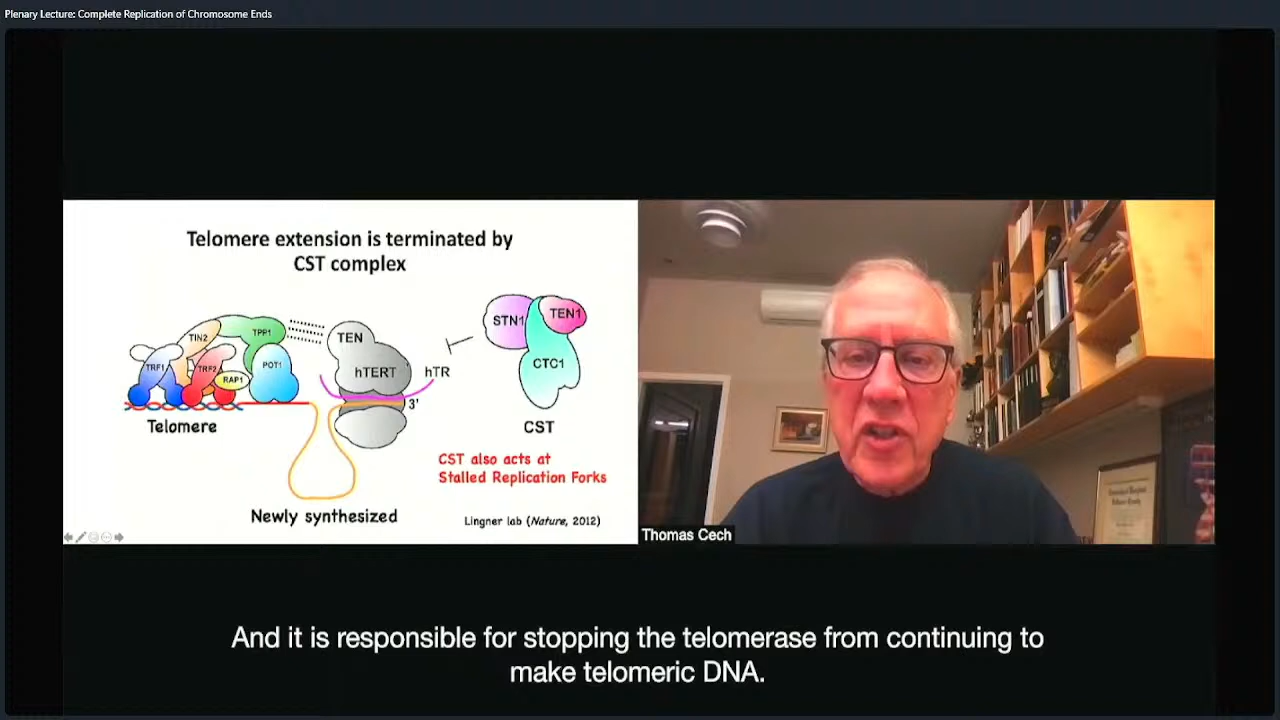 Plenary Lecture: Complete Replication of Chromosome Ends
Telomere extension is terminated by
CST complex
TIN2
TPP1
TRF1
TRF2
RAP1
POT1
TEN
hTERT
hTR
3'
STN1
TEN1
CTC1
Telomere
CST
CST also acts at
Stalled Replication Forks
Newly synthesized
Lingner lab (Nature, 2012)
Thomas Cech
And it is responsible for stopping the telomerase from continuing to
make telomeric DNA.